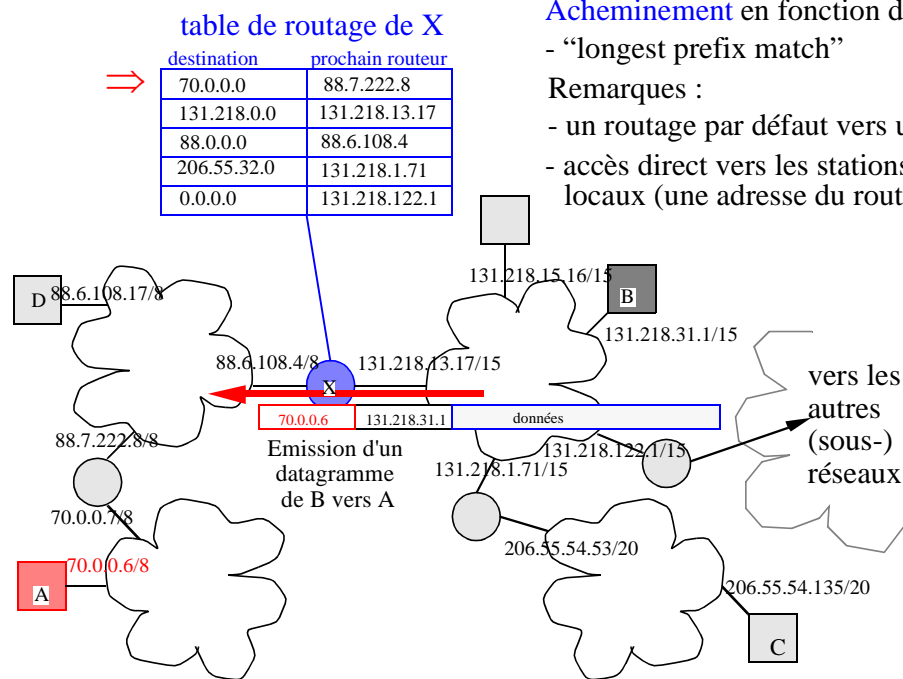 table de routage de X
destination prochain routeur
⇒ 70.0.0.0 88.7.222.8
131.218.0.0 131.218.13.17
88.0.0.0 88.6.108.4
206.55.32.0 131.218.1.71
0.0.0.0 131.218.122.1
Acheminement en fonction d
- “longest prefix match”
Remarques :
- un routage par défaut vers u
- accès direct vers les stations
locaux (une adresse du rout
131.218.15.16/15
D 88.6.108.17/8
B
131.218.31.1/15
88.6.108.4/8 131.218.13.17/15
X
70.0.0.6 131.218.31.1 données
vers les
autres
(sous-)
réseaux
Emission d'un
datagramme
de B vers A
88.7.222.8/8
131.218.122.1/15
131.218.1.71/15
70.0.0.7/8
206.55.54.53/20
70.0.0.6/8
A
206.55.54.135/20
C